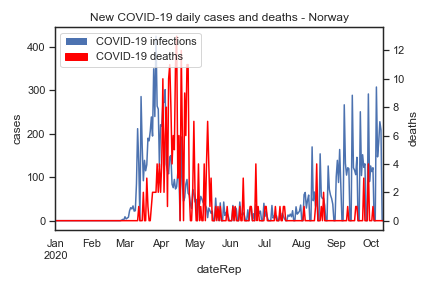 New COVID-19 daily cases and deaths - Norway
COVID-19 infections
COVID-19 deaths
cases
400
300
200
100
0
deaths
12
10
8
6
4
2
0
Jan Feb Mar Apr May Jun Jul Aug Sep Oct
2020
dateRep